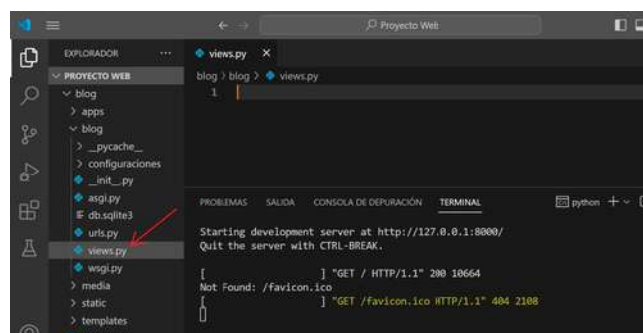 Proyecto Web
EXPLORADOR ...
PROYECTO WEB
blog
apps
blog
__pycache__
configuraciones
__init__.py
asgi.py
db.sqlite3
urls.py
views.py
wsgi.py
media
static
templates
views.py
blog > blog > views.py
1
PROBLEMAS SALIDA CONSOLA DE DEPURACIÓN TERMINAL python
Starting development server at http://127.0.0.1:8000/
Quit the server with CTRL-BREAK.
[ ] "GET / HTTP/1.1" 200 10664
Not Found: /favicon.ico
[ ] "GET /favicon.ico HTTP/1.1" 404 2108